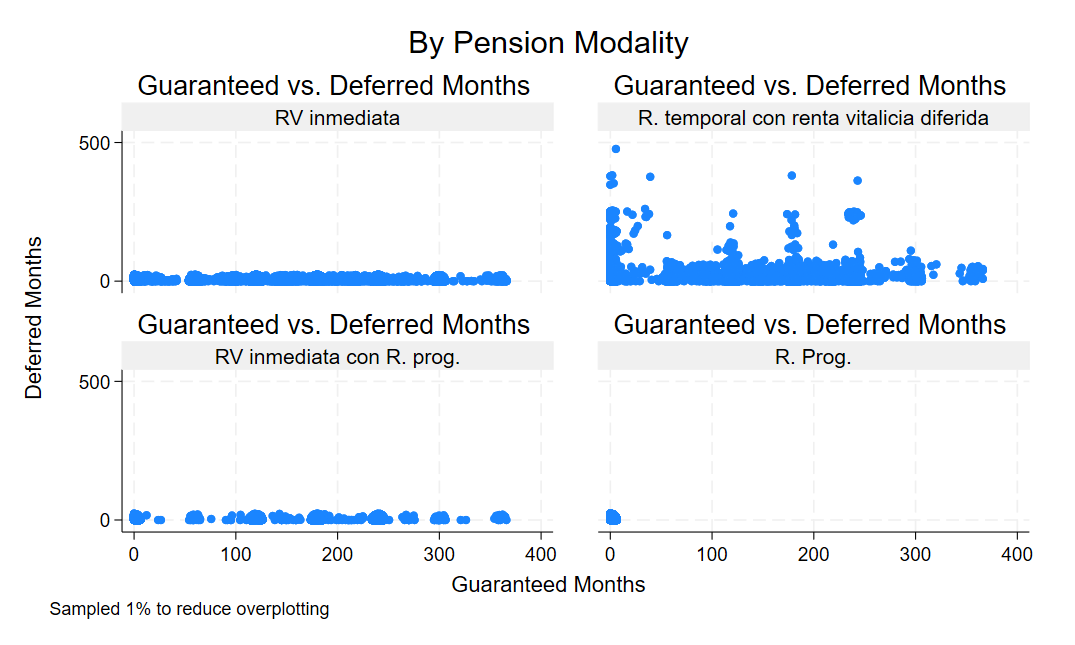 By Pension Modality
Guaranteed vs. Deferred Months
RV inmediata
Guaranteed vs. Deferred Months
R. temporal con renta vitalicia diferida
500
0
Guaranteed vs. Deferred Months
RV inmediata con R. prog.
Guaranteed vs. Deferred Months
R. Prog.
500
0
Deferred Months
0 100 200 300 400
0 100 200 300 400
Guaranteed Months
Sampled 1% to reduce overplotting